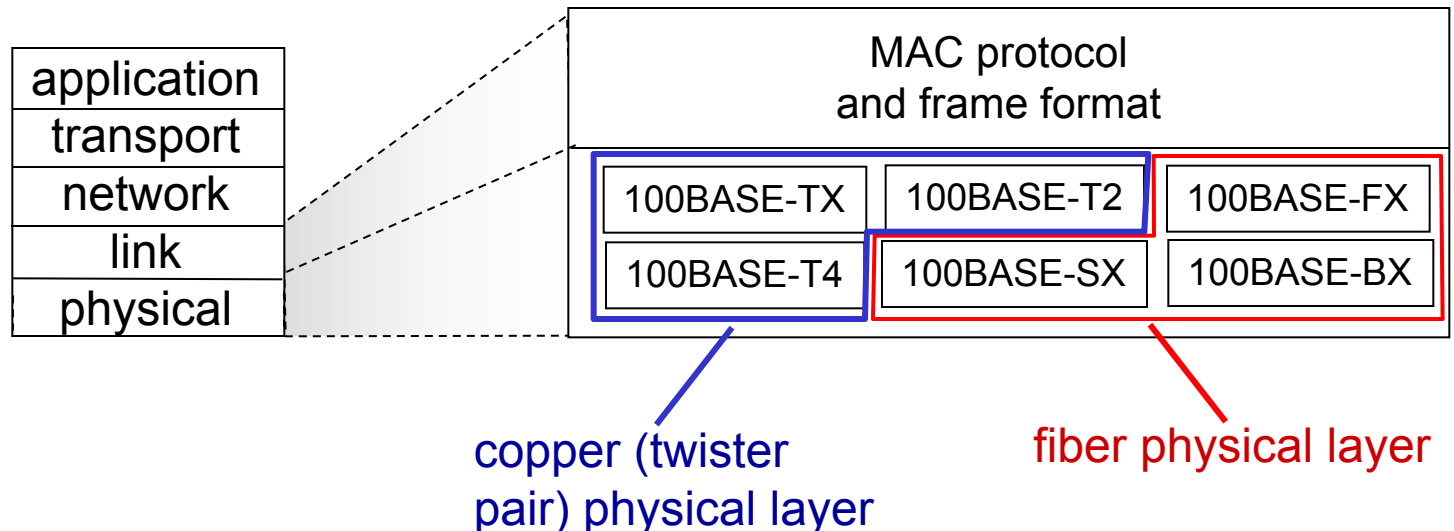 application
transport
network
link
physical
MAC protocol
and frame format
100BASE-TX
100BASE-T2
100BASE-FX
100BASE-T4
100BASE-SX
100BASE-BX
copper (twister
pair) physical layer
fiber physical layer